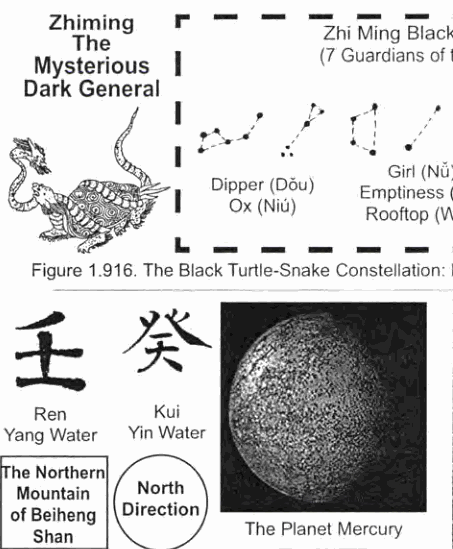 Zhiming
The
Mysterious
Dark General
Zhi Ming Black
(7 Guardians of
Dipper (Dǒu)
Ox (Niú)
Girl (Nǚ)
Emptiness (
Rooftop (W
Figure 1.916. The Black Turtle-Snake Constellation:
壬
癸
Ren
Yang Water
Kui
Yin Water
The Northern
Mountain
of Beiheng
Shan
North
Direction
The Planet Mercury